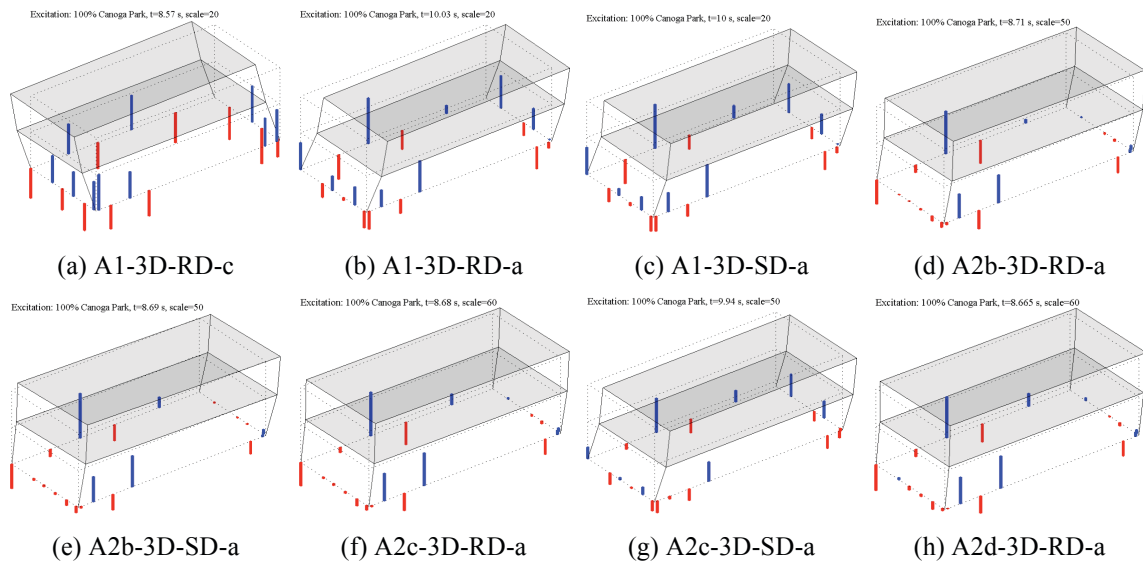 Excitation: 100% Canoga Park, t=8.57 s, scale=20
Excitation: 100% Canoga Park, t=10.03 s, scale=20
Excitation: 100% Canoga Park, t=10 s, scale=20
Excitation: 100% Canoga Park, t=8.71 s, scale=50
(a) A1-3D-RD-c
(b) A1-3D-RD-a
(c) A1-3D-SD-a
(d) A2b-3D-RD-a
Excitation: 100% Canoga Park, t=8.69 s, scale=50
Excitation: 100% Canoga Park, t=8.68 s, scale=60
Excitation: 100% Canoga Park, t=9.94 s, scale=50
Excitation: 100% Canoga Park, t=8.665 s, scale=60
(e) A2b-3D-SD-a
(f) A2c-3D-RD-a
(g) A2c-3D-SD-a
(h) A2d-3D-RD-a